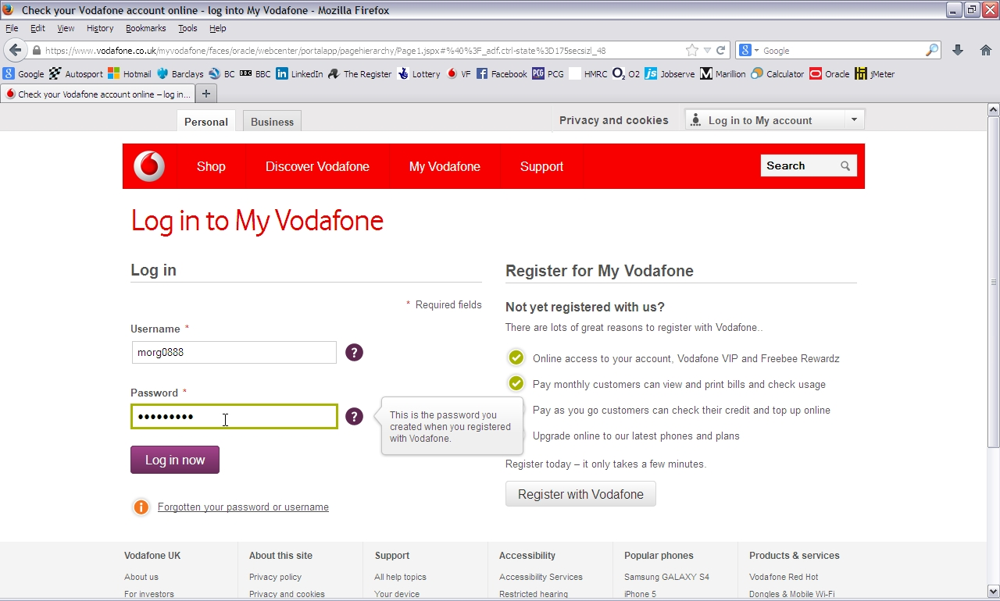 Check your Vodafone account online - log into My Vodafone - Mozilla Firefox
File Edit View History Bookmarks Tools Help
https://www.vodafone.co.uk/myvodafone/faces/oracle/webcenter/portalapp/pagehierarchy/Page1.jspx#%40%3F_adf.ctrl-state%3D175secsizl_48
Google
Google Autosport Hotmail Barclays BC BBC BBC LinkedIn The Register Lottery VF Facebook PCG PCG HMRC O2 O2 js Jobserve Marillion Calculator Oracle jMeter
Check your Vodafone account online – log in...
Personal Business Privacy and cookies Log in to My account
Shop Discover Vodafone My Vodafone Support Search
Log in to My Vodafone
Log in
* Required fields
Username *
morg0888
?
Password *
•••••••••
?
This is the password you
created when you registered
with Vodafone.
Log in now
Forgotten your password or username
Register for My Vodafone
Not yet registered with us?
There are lots of great reasons to register with Vodafone..
Online access to your account, Vodafone VIP and Freebee Rewardz
Pay monthly customers can view and print bills and check usage
Pay as you go customers can check their credit and top up online
Upgrade online to our latest phones and plans
Register today – it only takes a few minutes.
Register with Vodafone
Vodafone UK About this site Support Accessibility Popular phones Products & services
About us Privacy policy All help topics Accessibility Services Samsung GALAXY S4 Vodafone Red Hot
For investors Privacy and cookies Your device Restricted hearing iPhone 5 Dongles & Mobile Wi-Fi